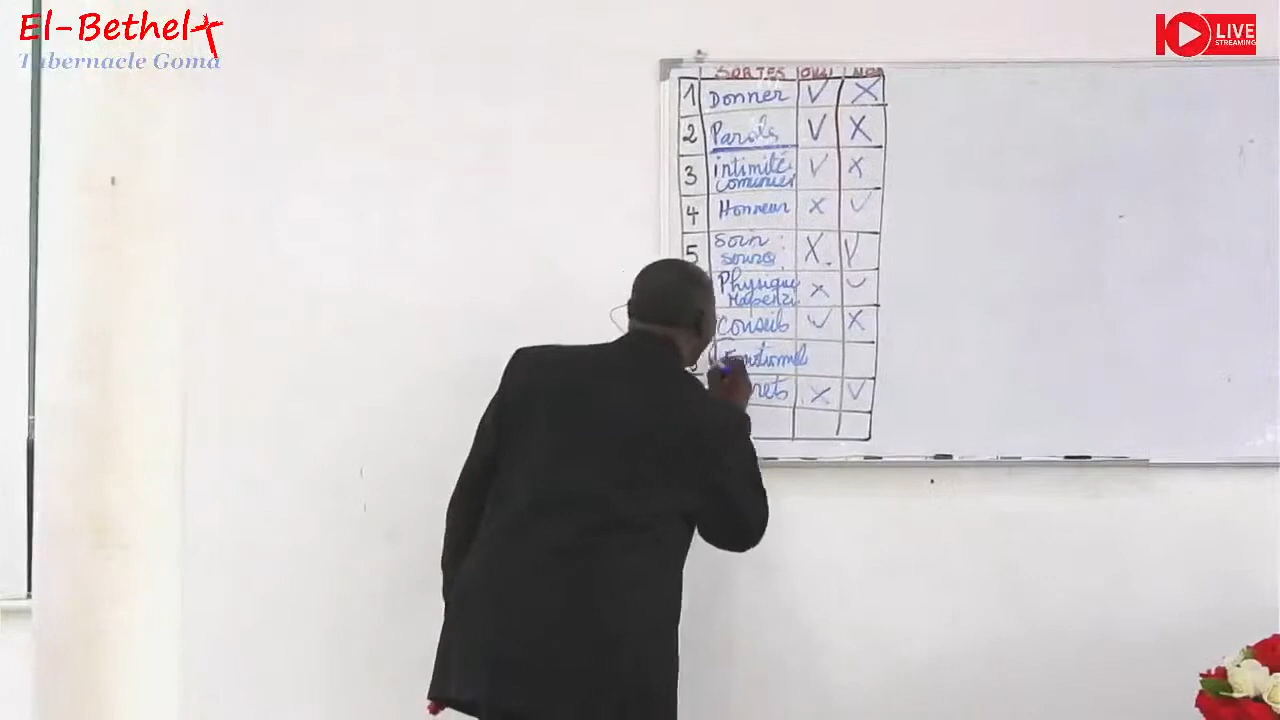 El-Bethel
Tabernacle Goma
LIVE
STREAMING
SORTES OUI NON
1 Donner V X
2 Parole V X
3 intimité V X
4 Honneur X V
5 Soin : X V
Physique X V
Conseils V X
Emotionnel
X V